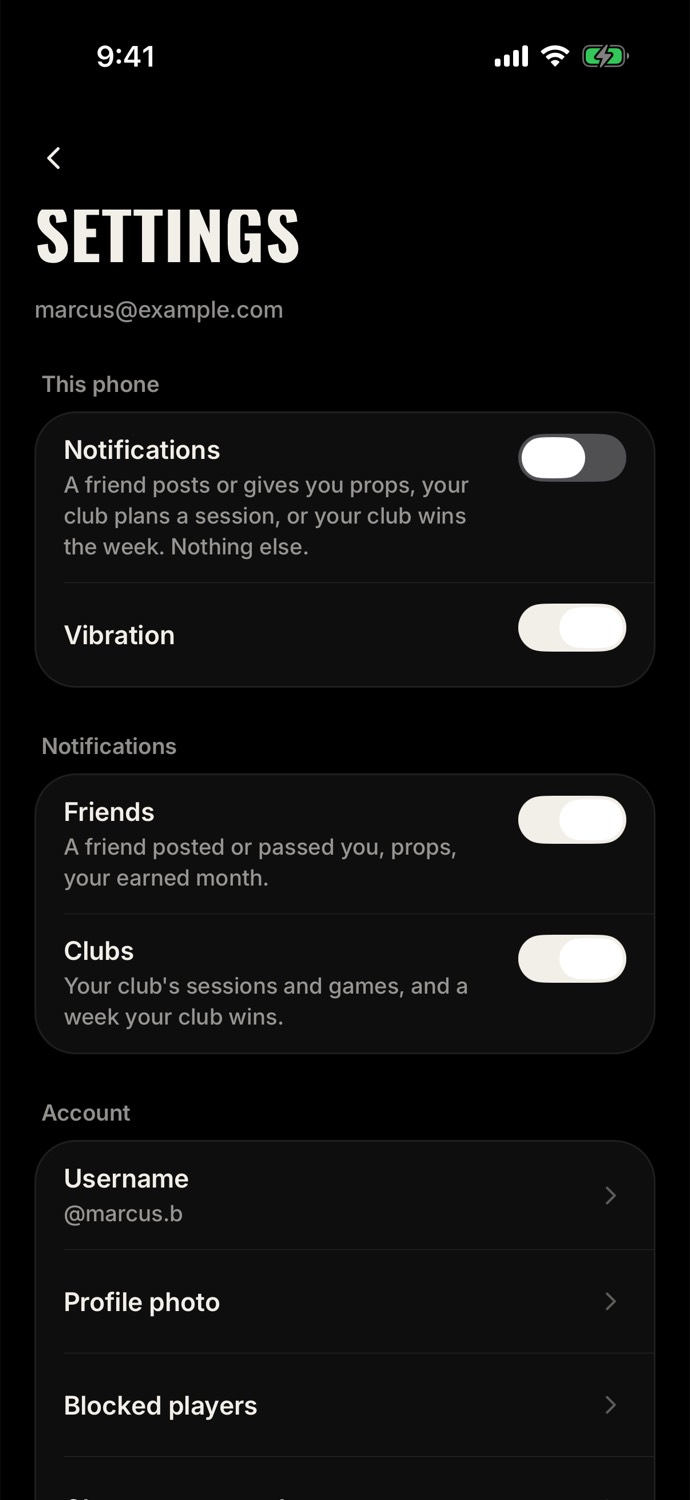 9:41
SETTINGS
marcus@example.com
This phone
Notifications
A friend posts or gives you props, your
club plans a session, or your club wins
the week. Nothing else.
Vibration
Notifications
Friends
A friend posted or passed you, props,
your earned month.
Clubs
Your club's sessions and games, and a
week your club wins.
Account
Username
@marcus.b
Profile photo
Blocked players